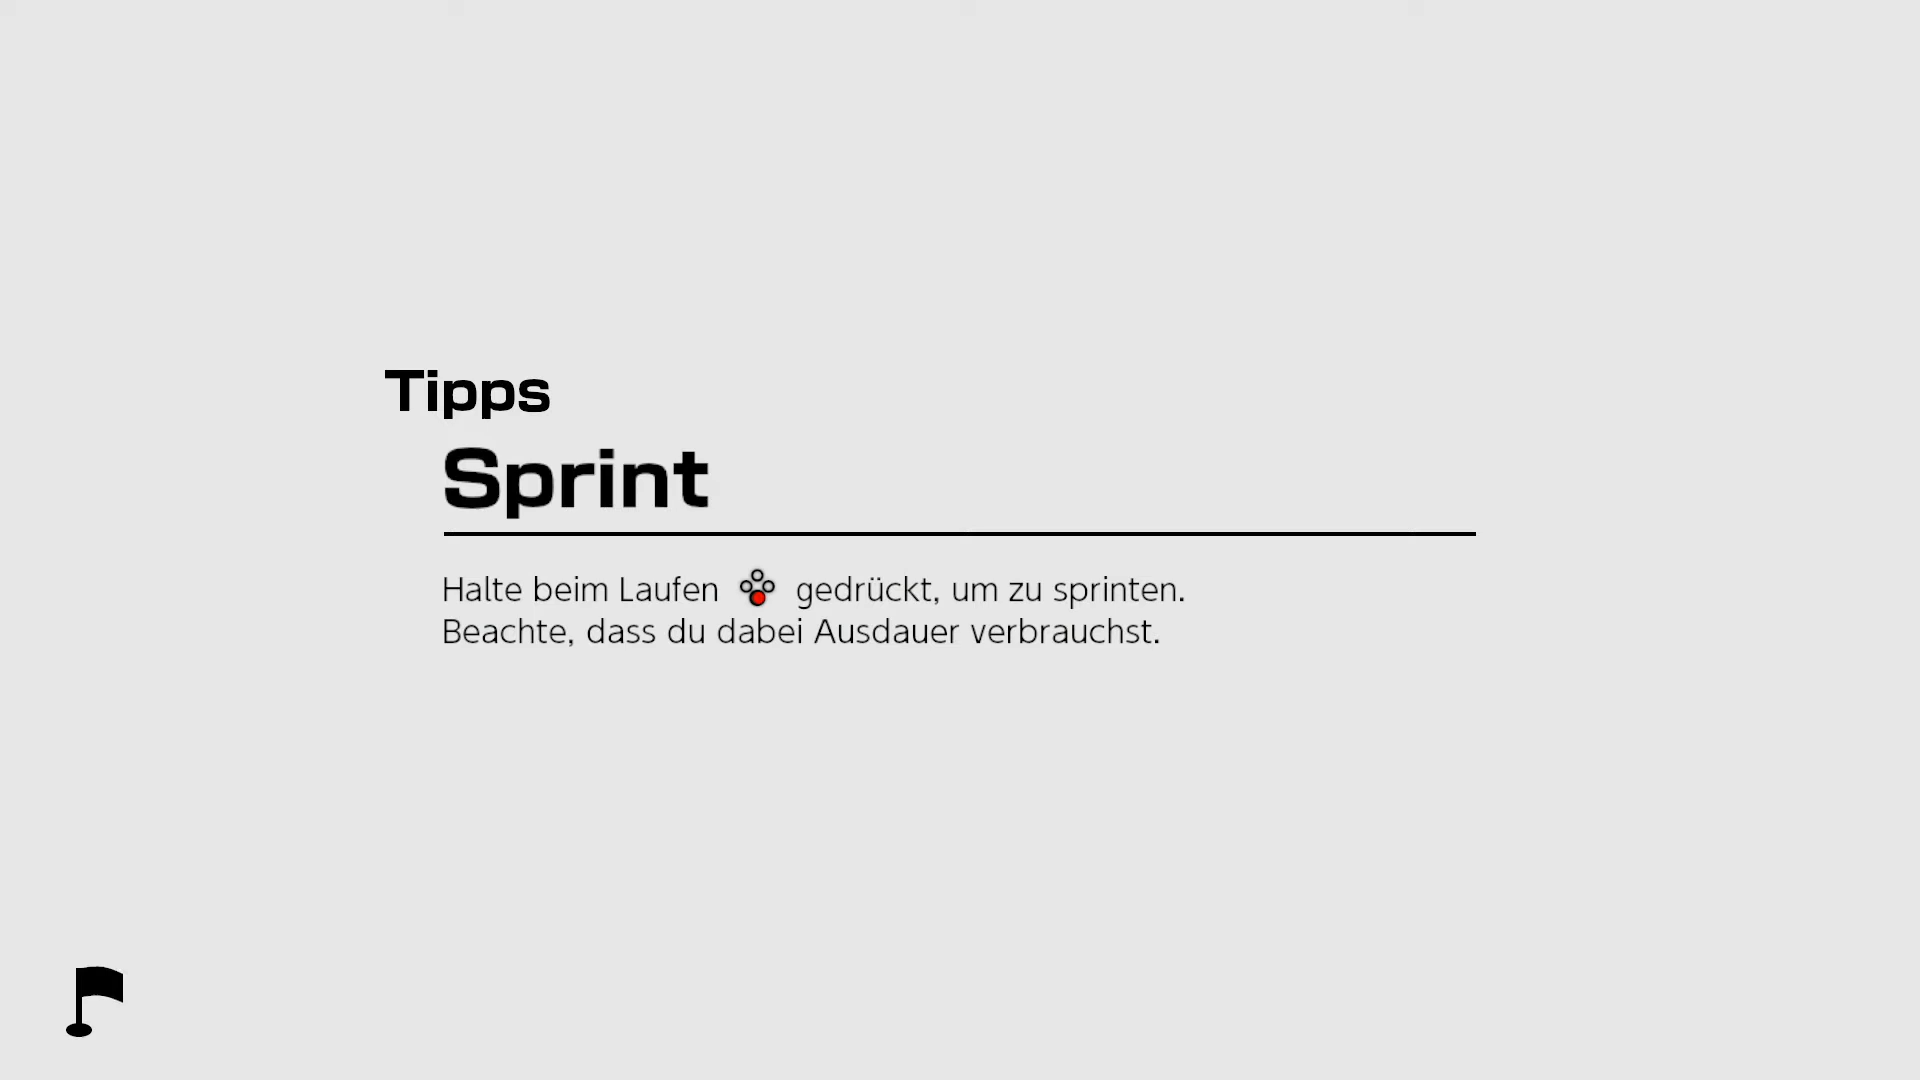 Tipps
Sprint
Halte beim Laufen gedrückt, um zu sprinten.
Beachte, dass du dabei Ausdauer verbrauchst.